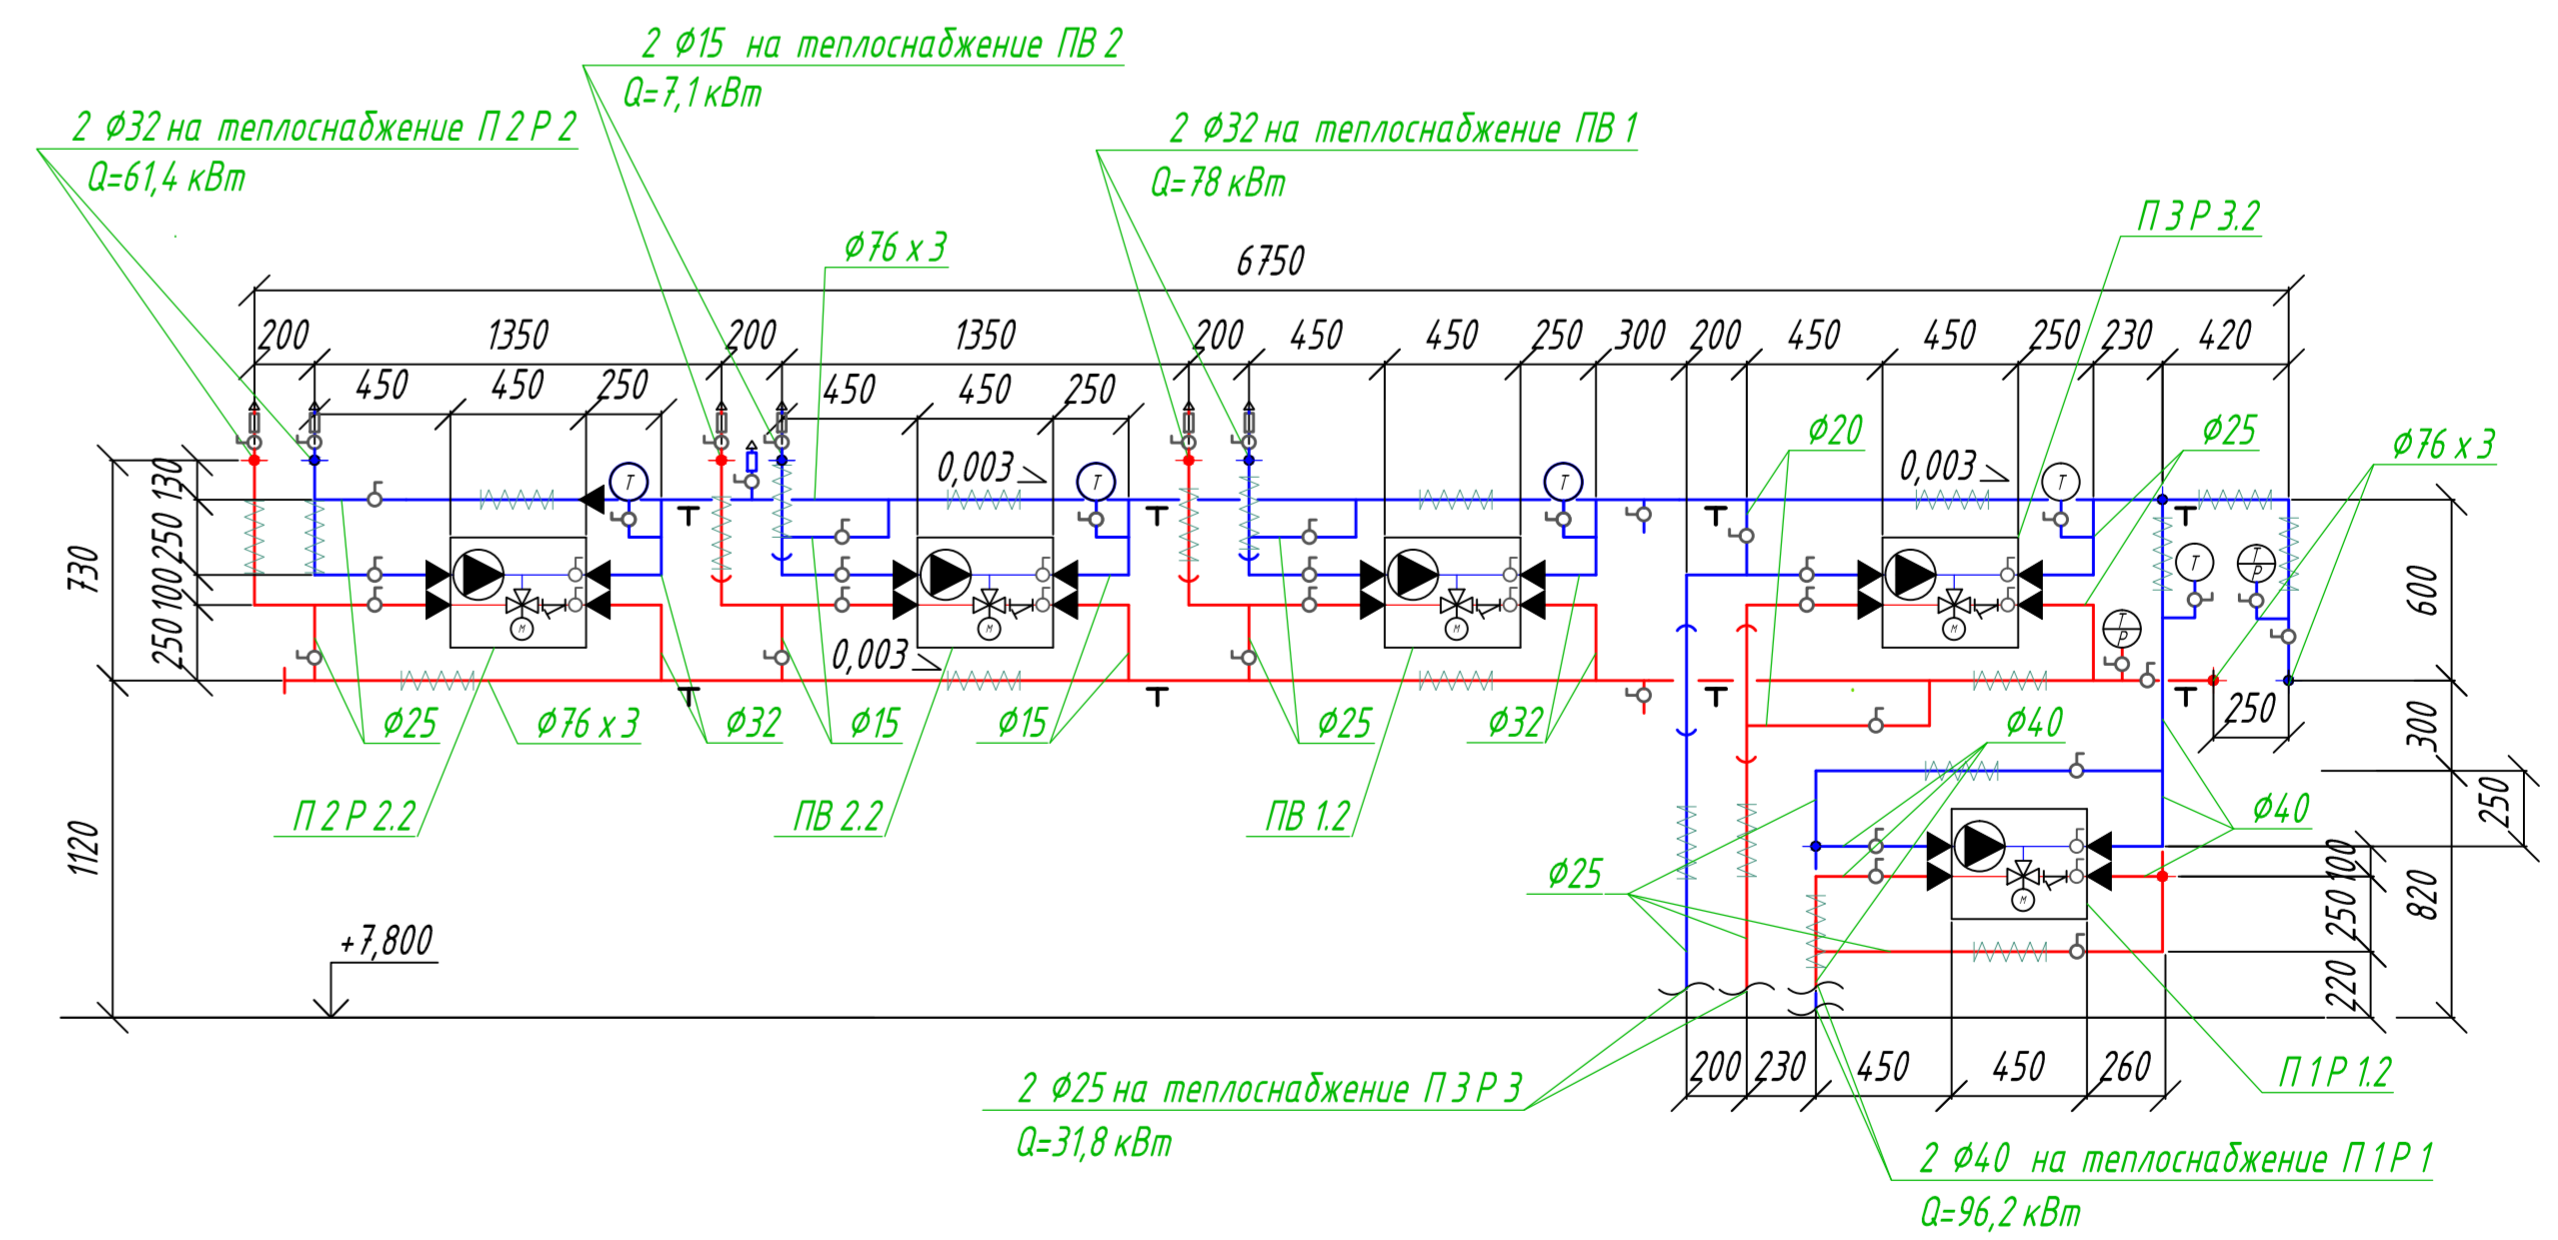 2 Ф15 на теплоснабжение ПВ 2
Q=7,1 кВт
2 Ф32 на теплоснабжение П 2 Р 2
Q=61,4 кВт
2 Ф32 на теплоснабжение ПВ 1
Q=78 кВт
П 3 Р 3.2
Ф76 х 3
6750
200 1350 200 1350 200 450 450 250 300 200 450 450 250 230 420
450 450 250 450 450 250
Ф20 Ф25 Ф76 х 3
0,003 0,003
T T T T
130
250
100
250
730
T T P
600
M M M M
T P
0,003
250
Ф25 Ф76 х 3 Ф32 Ф15 Ф15 Ф25 Ф32 Ф40
300
250
П 2 Р 2.2 ПВ 2.2 ПВ 1.2 Ф40
1120
Ф25
100
250
220
820
M
+7,800
200 230 450 450 260
2 Ф25 на теплоснабжение П 3 Р 3
Q=31,8 кВт
П 1 Р 1.2
2 Ф40 на теплоснабжение П 1 Р 1
Q=96,2 кВт